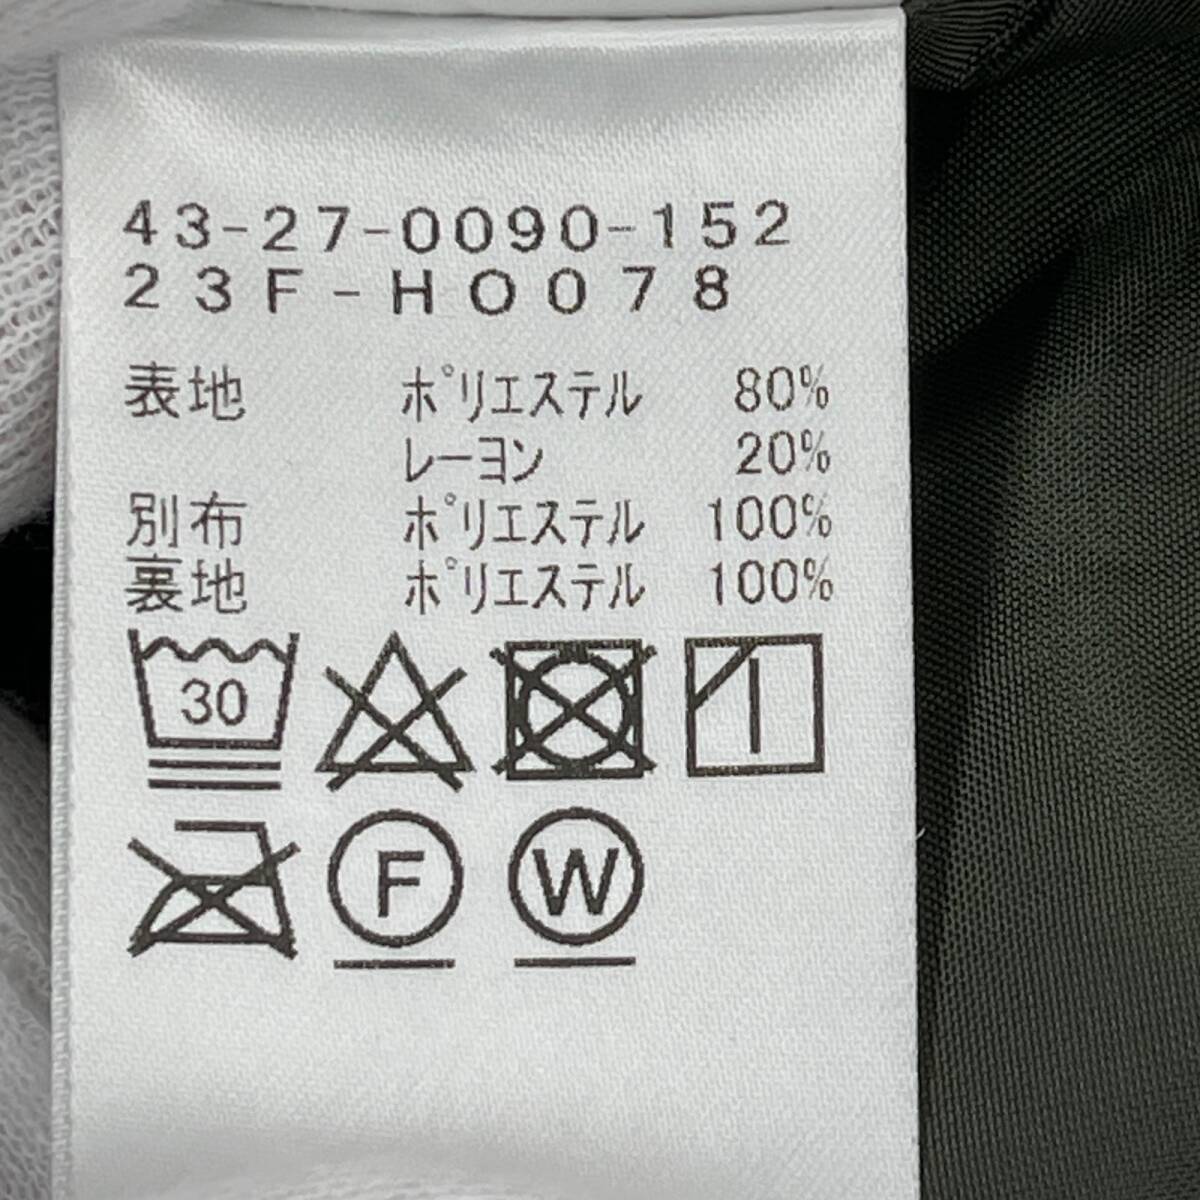 43-27-0090-152
23F-HO078
表地 ポリエステル 80%
レーヨン 20%
別布 ポリエステル 100%
裏地 ポリエステル 100%
30
F W